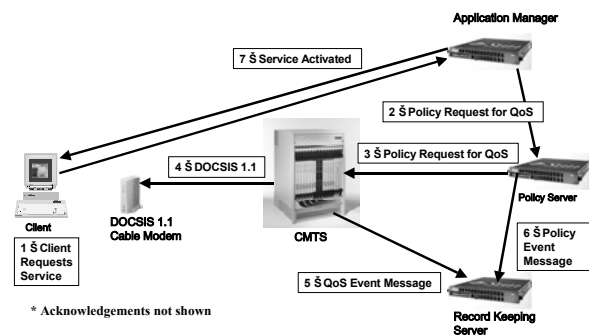 Application Manager
7 Š Service Activated
2 Š Policy Request for QoS
3 Š Policy Request for QoS
4 Š DOCSIS 1.1
Policy Server
Client
DOCSIS 1.1
Cable Modem
CMTS
1 Š Client
Requests
Service
6 Š Policy
Event
Message
5 Š QoS Event Message
* Acknowledgements not shown
Record Keeping
Server